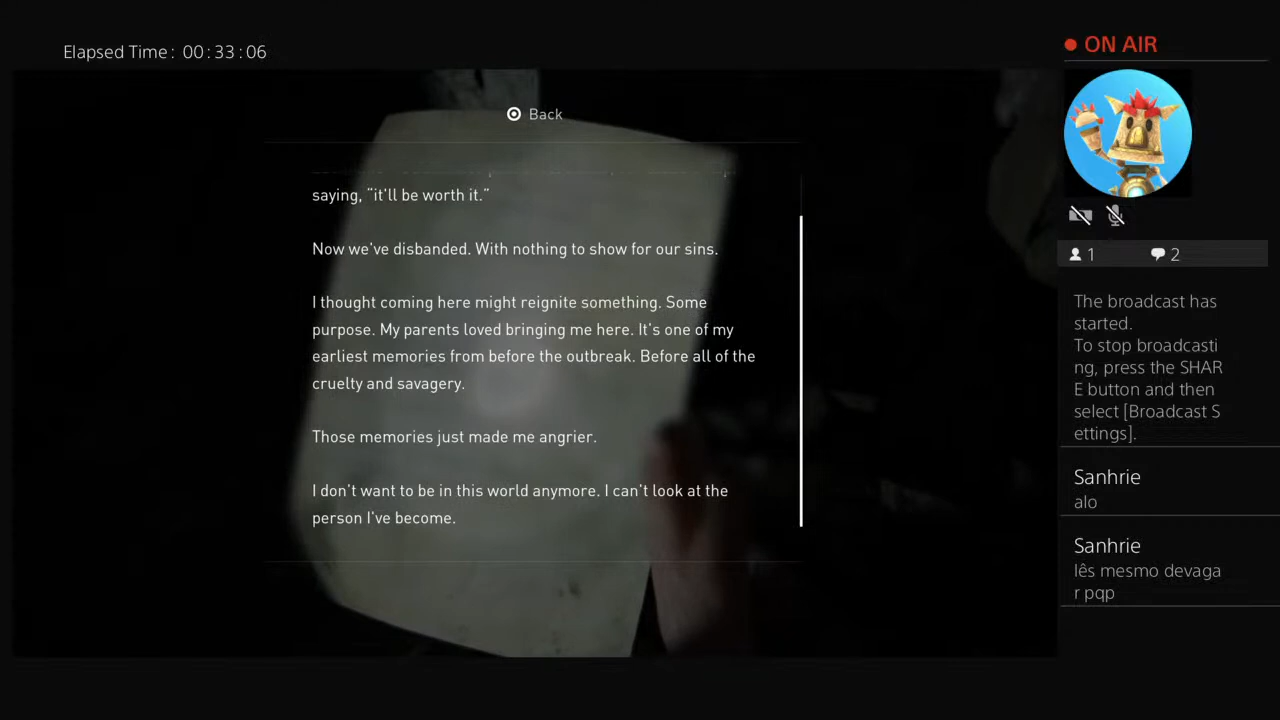 Elapsed Time: 00:33:06
ON AIR
Back
saying, "it'll be worth it."
Now we've disbanded. With nothing to show for our sins.
I thought coming here might reignite something. Some
purpose. My parents loved bringing me here. It's one of my
earliest memories from before the outbreak. Before all of the
cruelty and savagery.
Those memories just made me angrier.
I don't want to be in this world anymore. I can't look at the
person I've become.
1
2
The broadcast has
started.
To stop broadcasti
ng, press the SHAR
E button and then
select [Broadcast S
ettings].
Sanhrie
alo
Sanhrie
lês mesmo devaga
r pqp